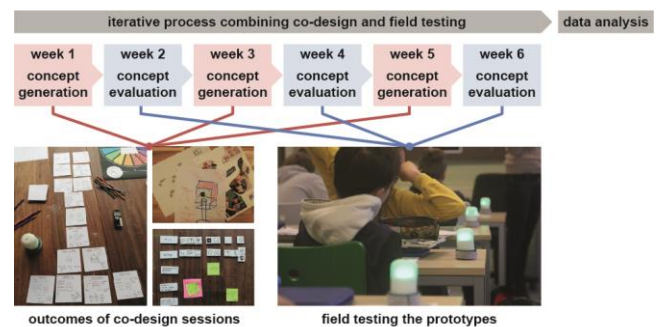 iterative process combining co-design and field testing
data analysis
week 1
concept
generation
week 2
concept
evaluation
week 3
concept
generation
week 4
concept
evaluation
week 5
concept
generation
week 6
concept
evaluation
outcomes of co-design sessions
field testing the prototypes